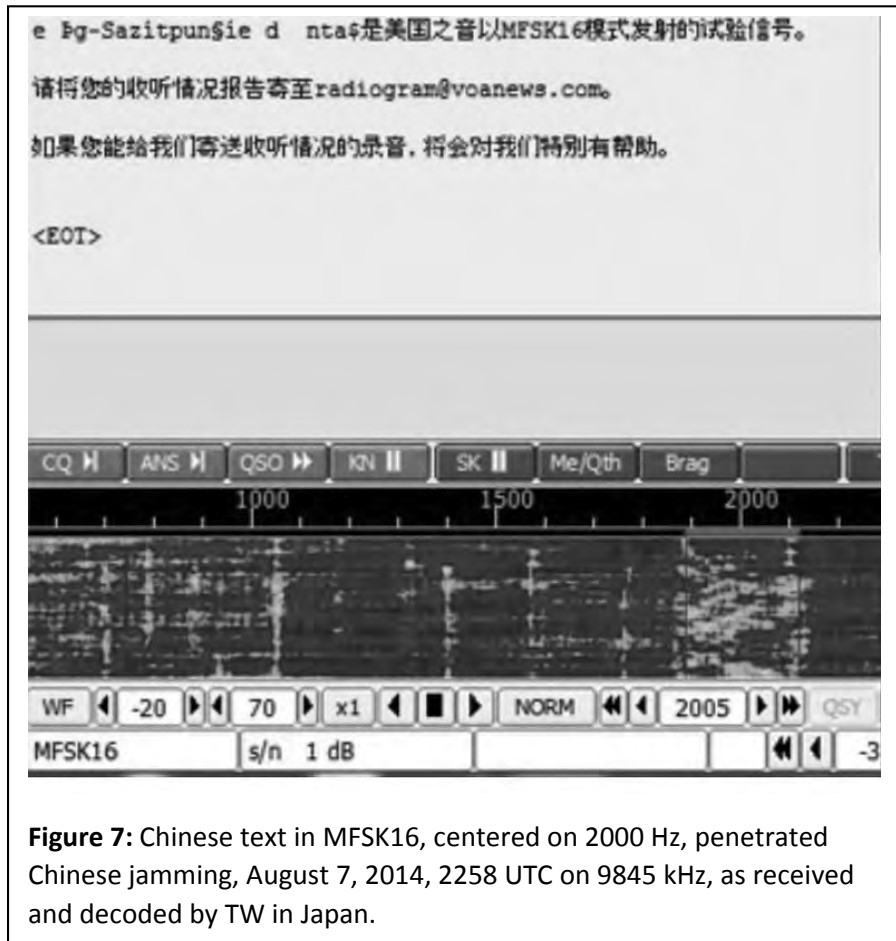 e Þg-Sazitpun§ie d  nta$是美国之音以MFSK16模式发射的试验信号。
请将您的收听情况报告寄至radiogram@voanews.com。
如果您能给我们寄送收听情况的录音，将会对我们特别有帮助。
<EOT>
CQ ANS QSO KN SK Me/Qth Brag
1000 1500 2000
WF -20 70 x1 NORM 2005 QSY
MFSK16 s/n 1 dB -3
Figure 7: Chinese text in MFSK16, centered on 2000 Hz, penetrated
Chinese jamming, August 7, 2014, 2258 UTC on 9845 kHz, as received
and decoded by TW in Japan.